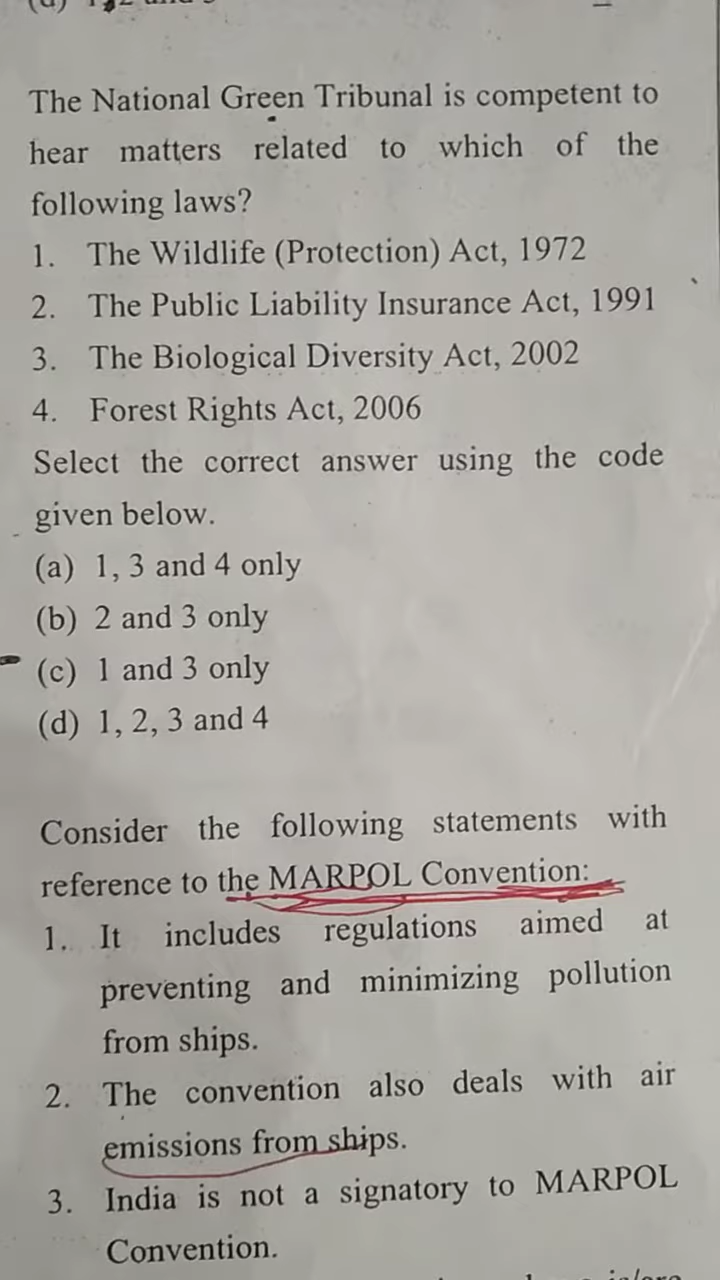 The National Green Tribunal is competent to
hear matters related to which of the
following laws?
1. The Wildlife (Protection) Act, 1972
2. The Public Liability Insurance Act, 1991
3. The Biological Diversity Act, 2002
4. Forest Rights Act, 2006
Select the correct answer using the code
given below.
(a) 1, 3 and 4 only
(b) 2 and 3 only
(c) 1 and 3 only
(d) 1, 2, 3 and 4
Consider the following statements with
reference to the MARPOL Convention:
1. It includes regulations aimed at
preventing and minimizing pollution
from ships.
2. The convention also deals with air
emissions from ships.
3. India is not a signatory to MARPOL
Convention.